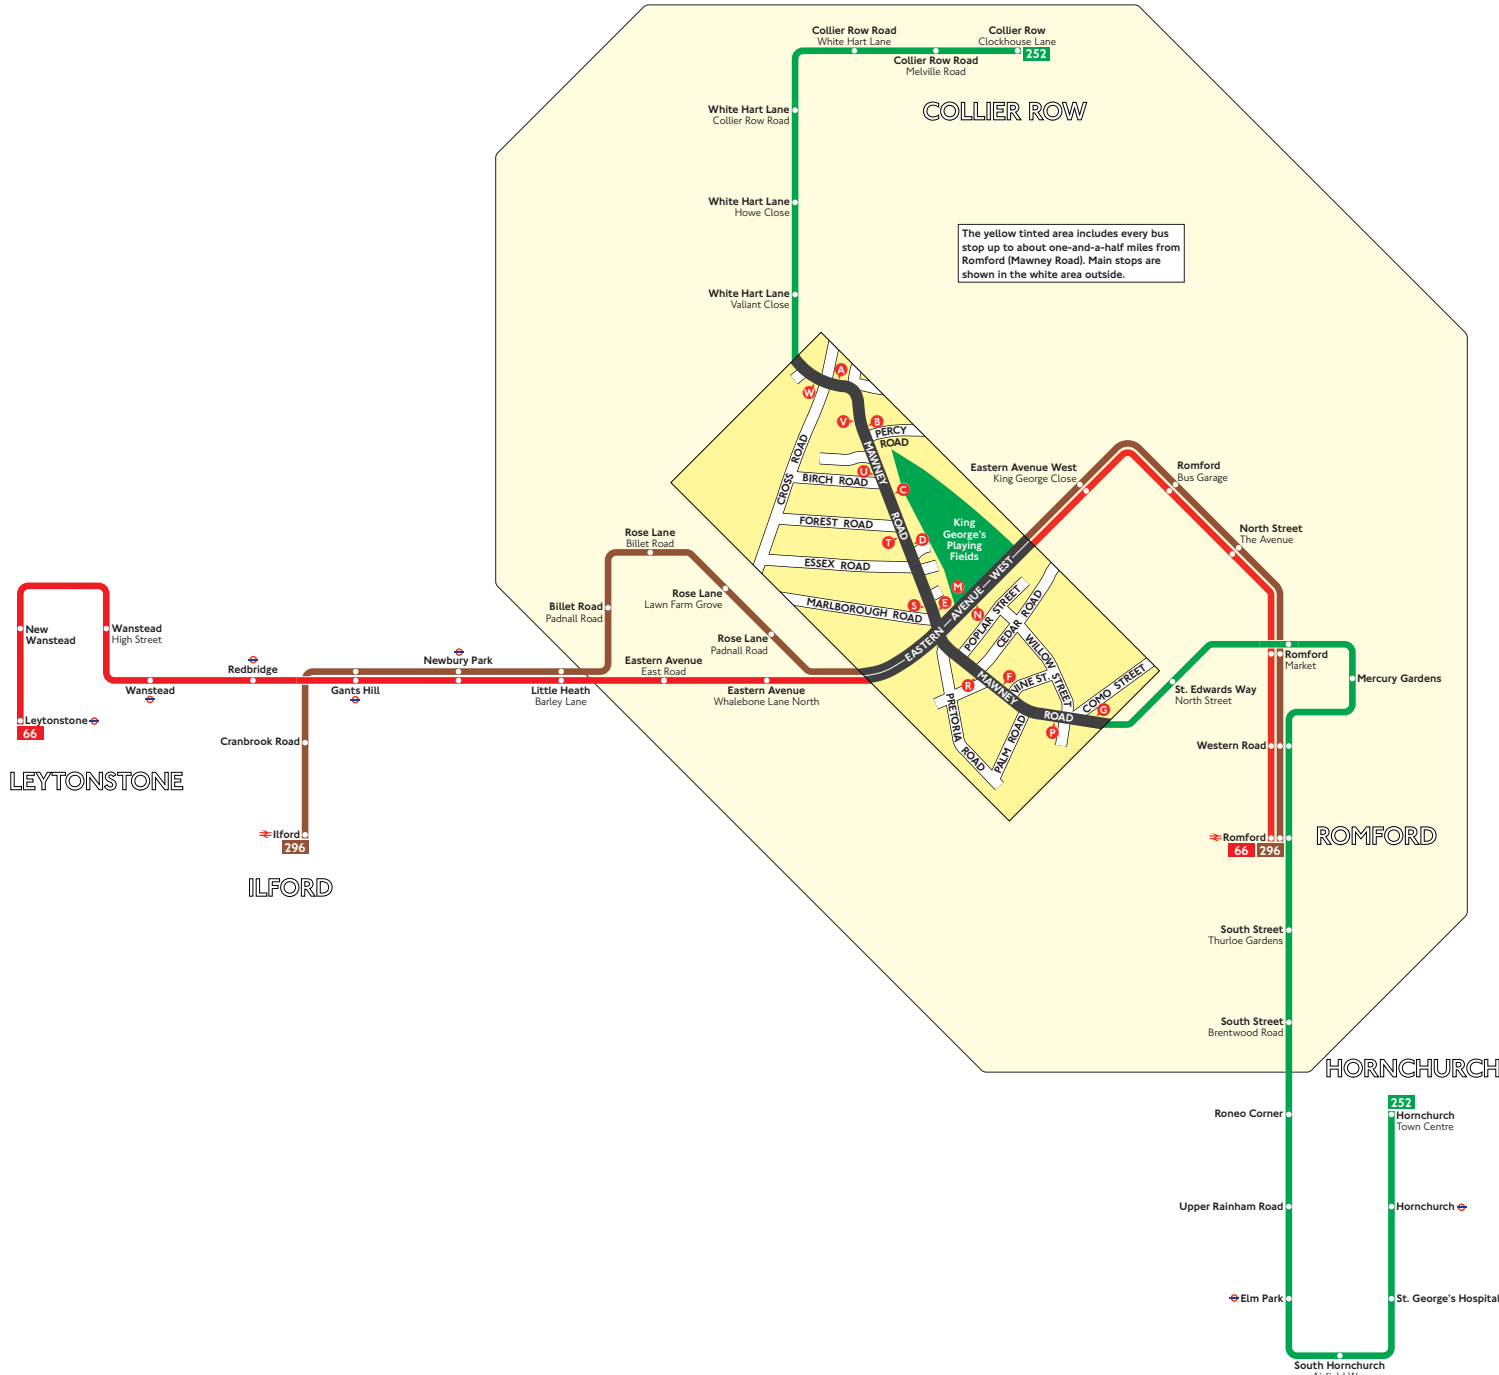 Collier Row Road
White Hart Lane
Collier Row
Clockhouse Lane
252
Collier Row Road
Melville Road
COLLIER ROW
White Hart Lane
Collier Row Road
White Hart Lane
Howe Close
The yellow tinted area includes every bus
stop up to about one-and-a-half miles from
Romford (Mawney Road). Main stops are
shown in the white area outside.
White Hart Lane
Valiant Close
A
W
V
B
PERCY
ROAD
MAWNEY
ROAD
CROSS ROAD
U
BIRCH ROAD
C
FOREST ROAD
T
D
ESSEX ROAD
King
George's
Playing
Fields
M
S
E
N
MARLBOROUGH ROAD
EASTERN — AVENUE — WEST
POPLAR STREET
CEDAR ROAD
WILLOW STREET
R
F
VINE ST.
MAWNEY
ROAD
COMO STREET
G
P
PRETORIA ROAD
PALM ROAD
Eastern Avenue West
King George Close
Romford
Bus Garage
North Street
The Avenue
Rose Lane
Billet Road
Rose Lane
Lawn Farm Grove
Billet Road
Padnall Road
Rose Lane
Padnall Road
New
Wanstead
Wanstead
High Street
Redbridge
Newbury Park
Eastern Avenue
East Road
Wanstead
Gants Hill
Little Heath
Barley Lane
Eastern Avenue
Whalebone Lane North
Leytonstone
66
LEYTONSTONE
Cranbrook Road
Ilford
296
ILFORD
Romford
Market
Mercury Gardens
St. Edwards Way
North Street
Western Road
Romford
66
296
ROMFORD
South Street
Thurloe Gardens
South Street
Brentwood Road
HORNCHURCH
252
Roneo Corner
Hornchurch
Town Centre
Upper Rainham Road
Hornchurch
Elm Park
St. George's Hospital
South Hornchurch